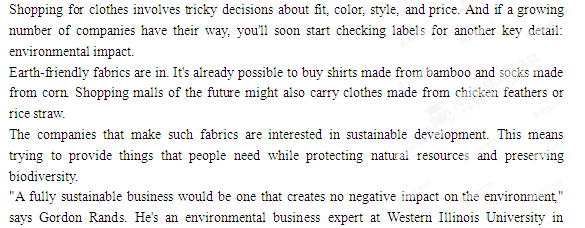 Shopping for clothes involves tricky decisions about fit, color, style, and price. And if a growing
number of companies have their way, you'll soon start checking labels for another key detail:
environmental impact.
Earth-friendly fabrics are in. It's already possible to buy shirts made from bamboo and socks made
from corn. Shopping malls of the future might also carry clothes made from chicken feathers or
rice straw.
The companies that make such fabrics are interested in sustainable development. This means
trying to provide things that people need while protecting natural resources and preserving
biodiversity.
"A fully sustainable business would be one that creates no negative impact on the environment,"
says Gordon Rands. He's an environmental business expert at Western Illinois University in